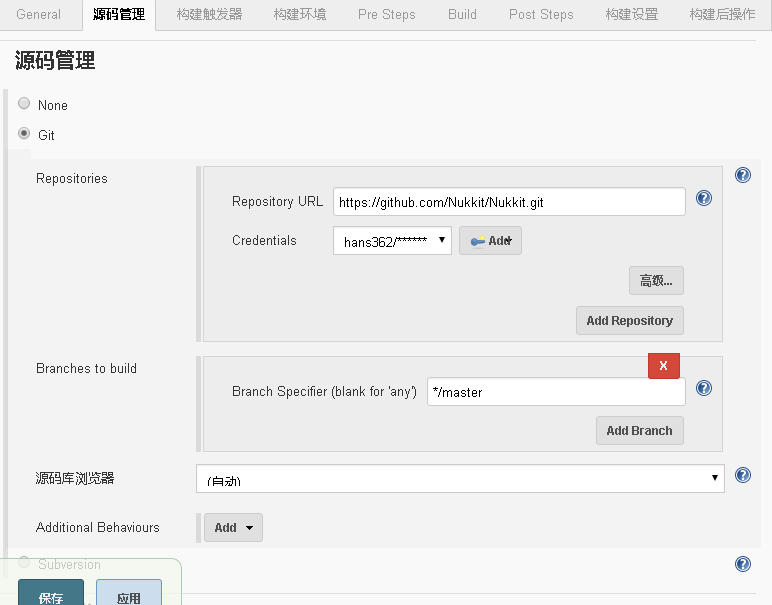 General 源码管理 构建触发器 构建环境 Pre Steps Build Post Steps 构建设置 构建后操作
源码管理
None
Git
Repositories
Repository URL https://github.com/Nukkit/Nukkit.git
Credentials hans362/****** Add
高级...
Add Repository
Branches to build
X
Branch Specifier (blank for 'any') */master
Add Branch
源码库浏览器 (自动)
Additional Behaviours Add
Subversion
保存 应用